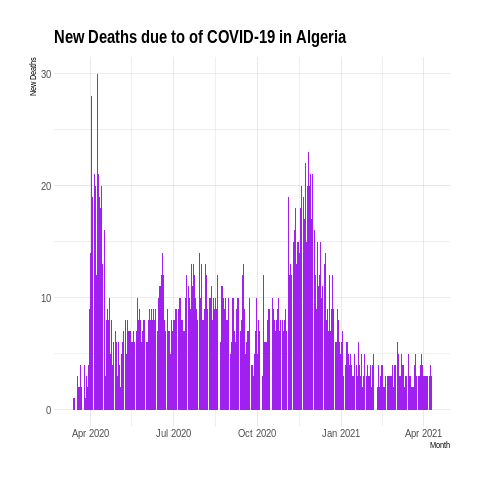 New Deaths due to of COVID-19 in Algeria
New Deaths
30
20
10
0
Apr 2020 Jul 2020 Oct 2020 Jan 2021 Apr 2021
Month